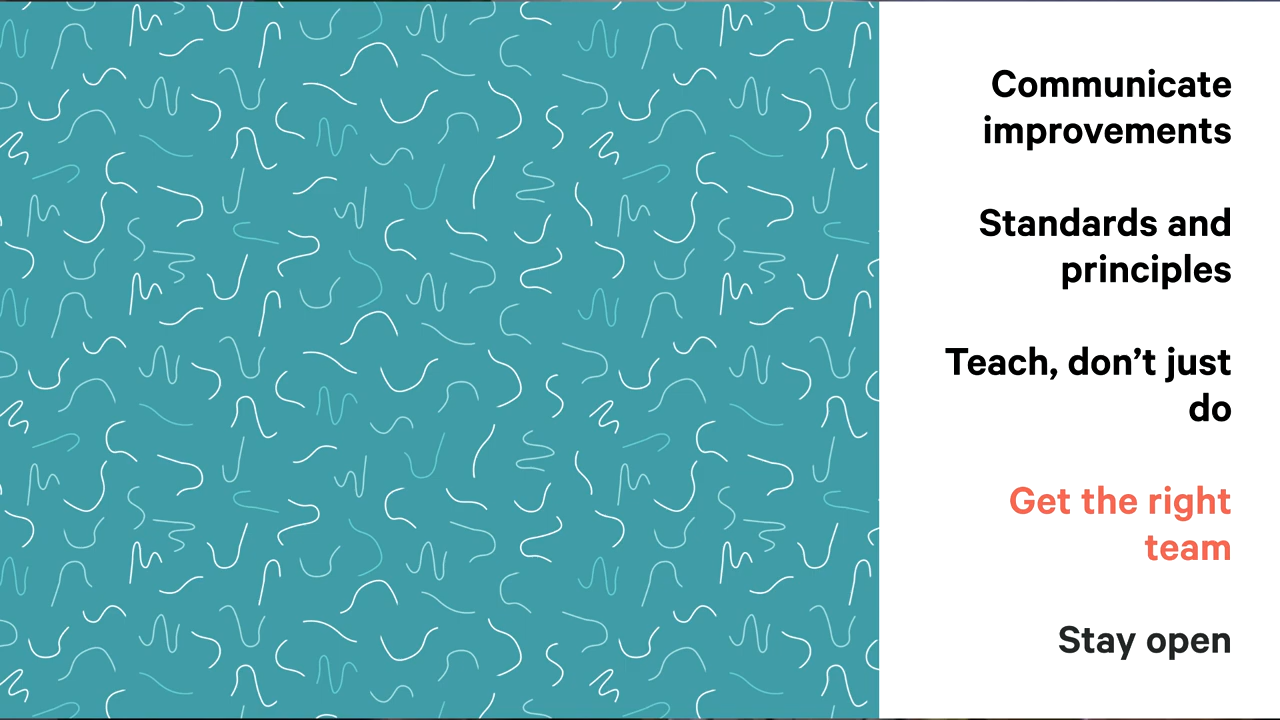 Communicate
improvements
Standards and
principles
Teach, don’t just
do
Get the right
team
Stay open